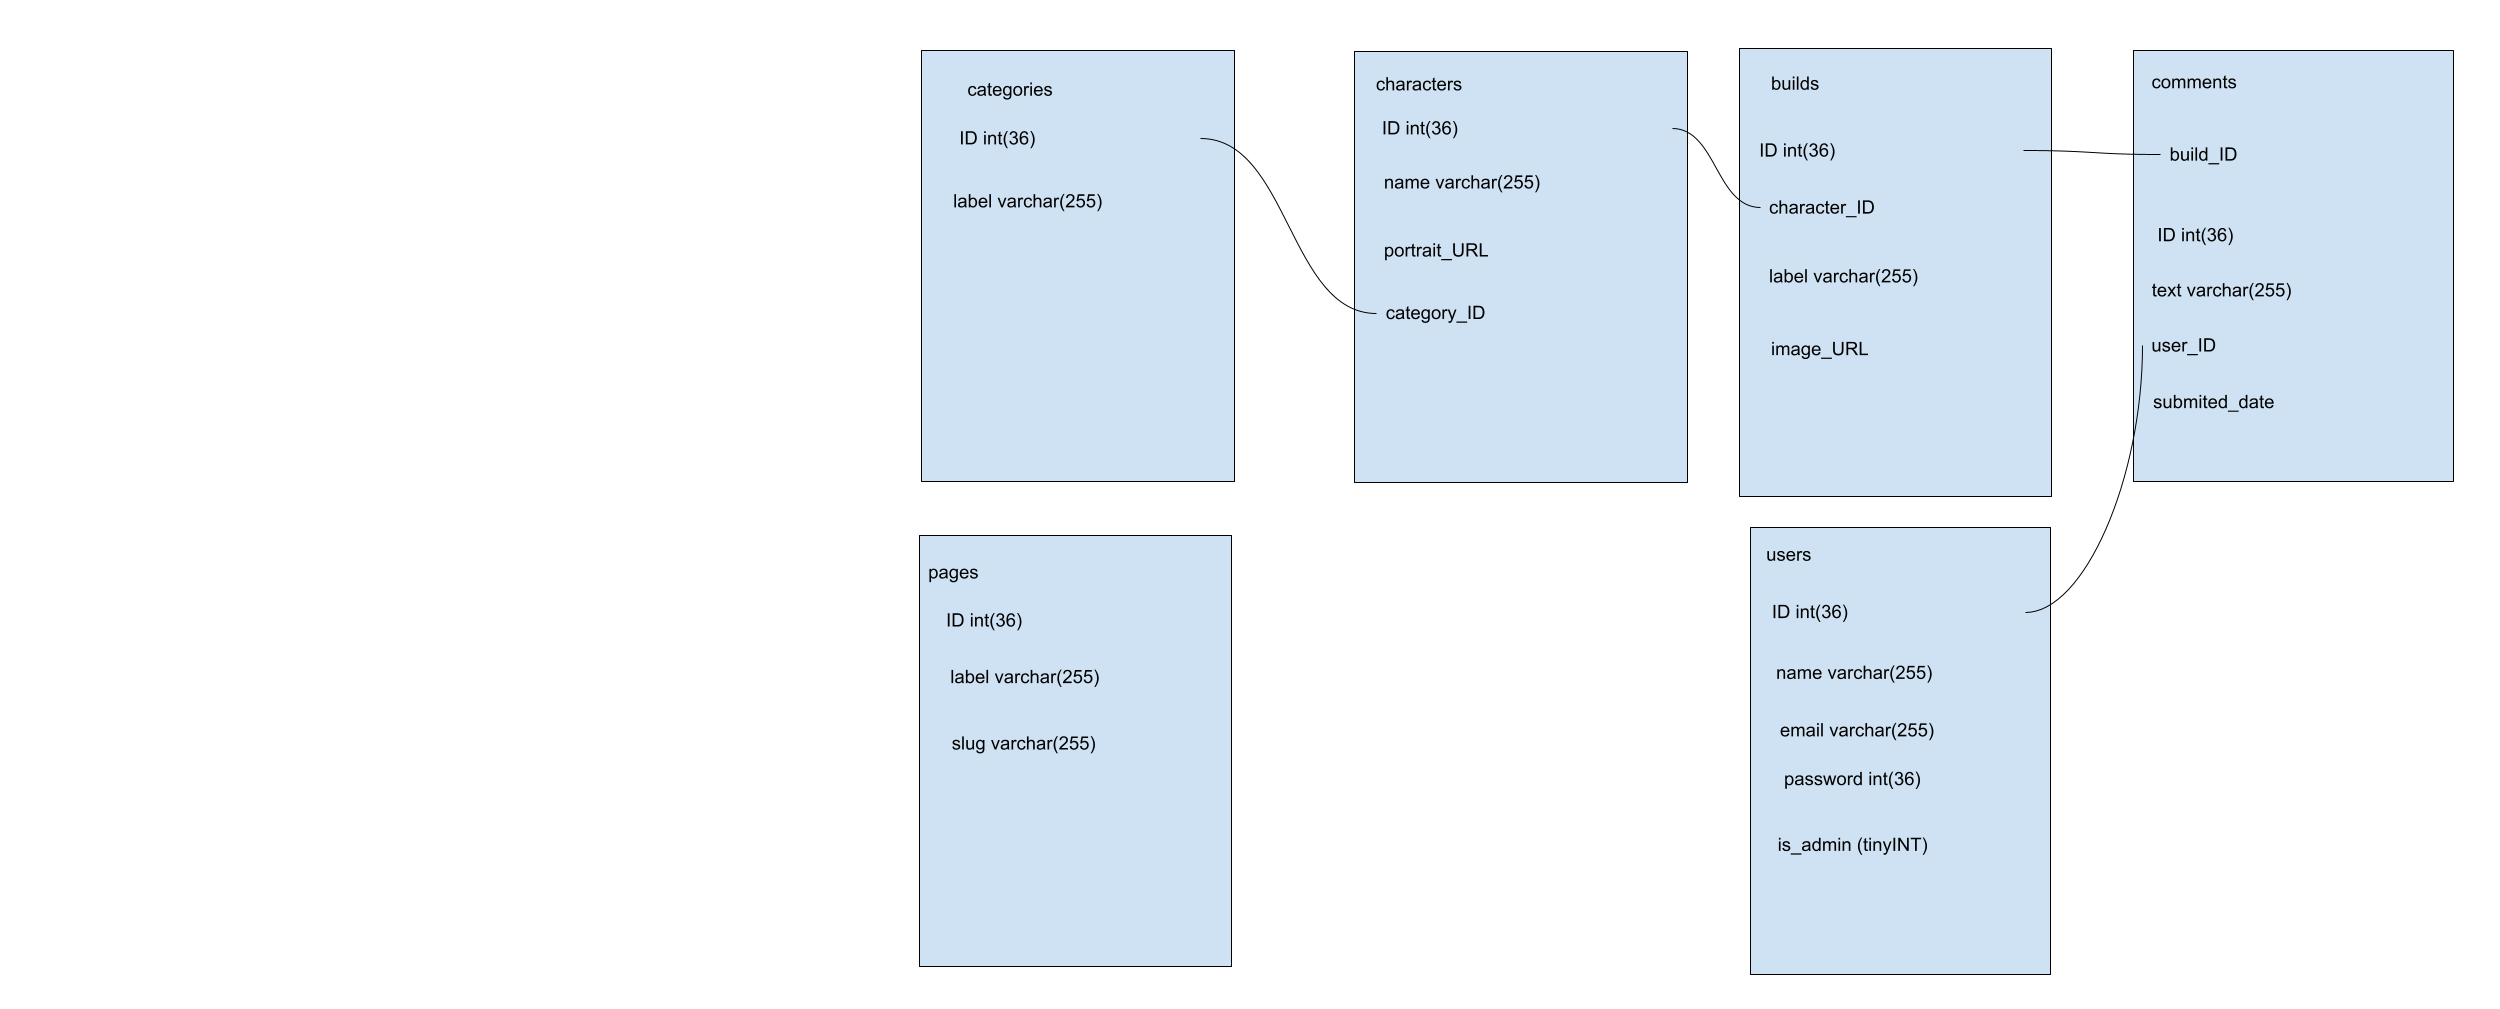 categories
ID int(36)
label varchar(255)
characters
ID int(36)
name varchar(255)
portrait_URL
category_ID
builds
ID int(36)
character_ID
label varchar(255)
image_URL
comments
build_ID
ID int(36)
text varchar(255)
user_ID
submited_date
pages
ID int(36)
label varchar(255)
slug varchar(255)
users
ID int(36)
name varchar(255)
email varchar(255)
password int(36)
is_admin (tinyINT)